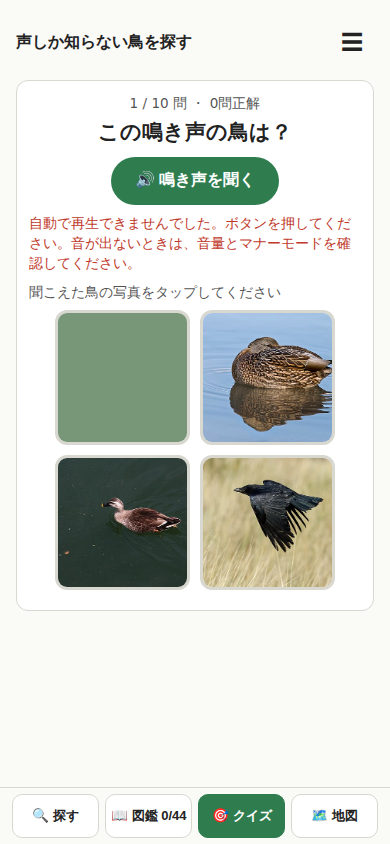 声しか知らない鳥を探す
☰
1 / 10 問 ・ 0問正解
この鳴き声の鳥は？
🔊 鳴き声を聞く
自動で再生できませんでした。ボタンを押してくだ
さい。音が出ないときは、音量とマナーモードを確
認してください。
聞こえた鳥の写真をタップしてください
🔍 探す
📖 図鑑 0/44
🎯 クイズ
🗺️ 地図